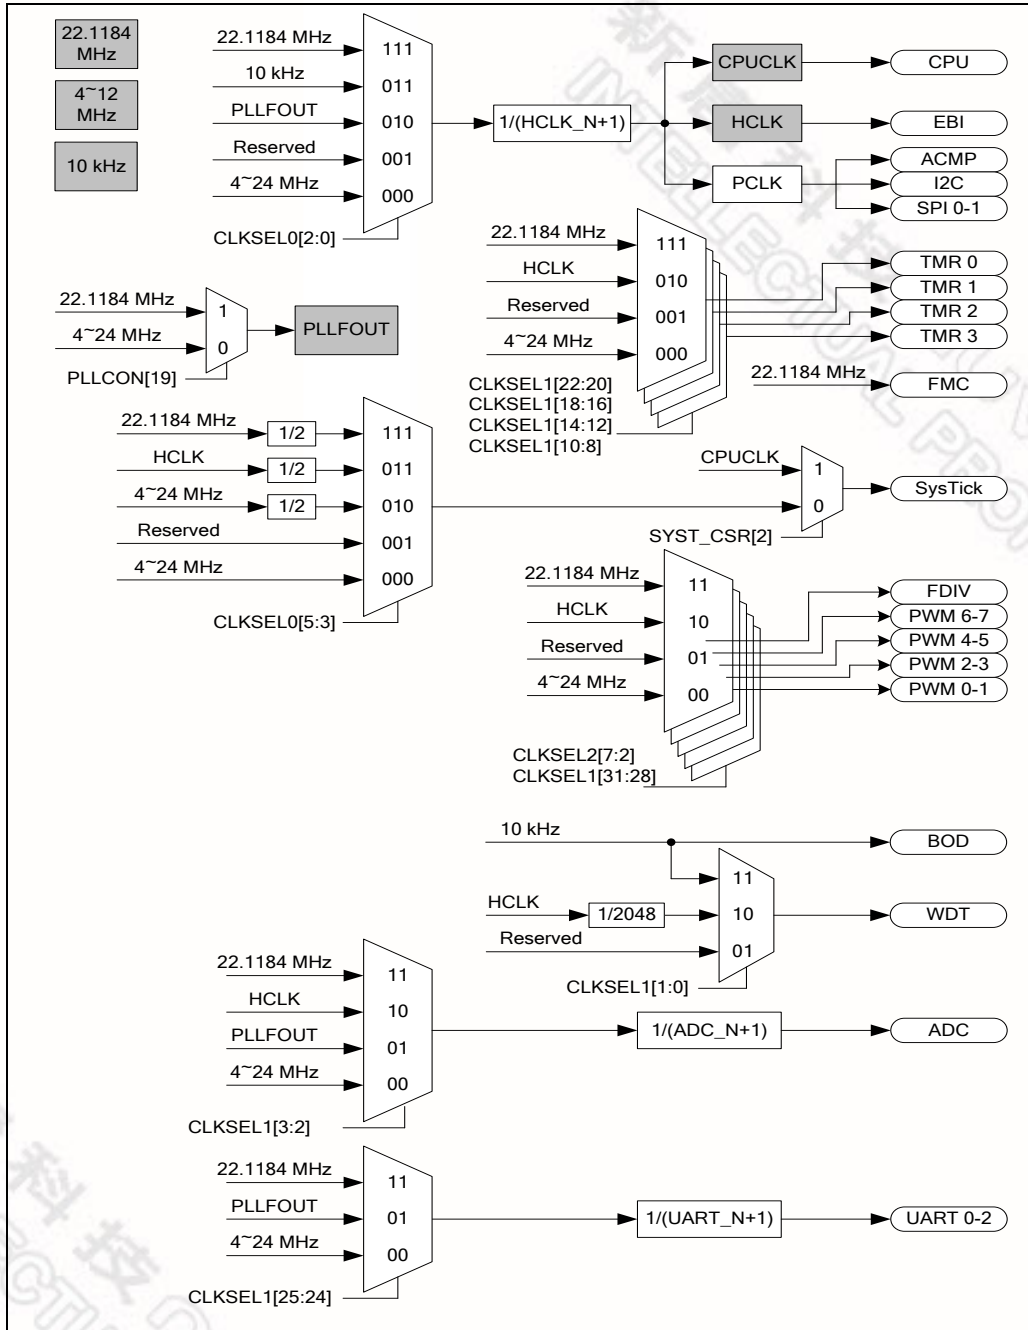 22.1184
MHz
4~12
MHz
10 kHz
22.1184 MHz
10 kHz
PLLFOUT
Reserved
4~24 MHz
111
011
010
001
000
CLKSEL0[2:0]
1/(HCLK_N+1)
CPUCLK
HCLK
PCLK
CPU
EBI
ACMP
I2C
SPI 0-1
22.1184 MHz
4~24 MHz
1
0
PLLCON[19]
PLLFOUT
22.1184 MHz
HCLK
Reserved
4~24 MHz
111
010
001
000
CLKSEL1[22:20]
CLKSEL1[18:16]
CLKSEL1[14:12]
CLKSEL1[10:8]
TMR 0
TMR 1
TMR 2
TMR 3
22.1184 MHz
FMC
22.1184 MHz
HCLK
4~24 MHz
Reserved
4~24 MHz
1/2
1/2
1/2
111
011
010
001
000
CLKSEL0[5:3]
CPUCLK
1
0
SYST_CSR[2]
SysTick
22.1184 MHz
HCLK
Reserved
4~24 MHz
11
10
01
00
CLKSEL2[7:2]
CLKSEL1[31:28]
FDIV
PWM 6-7
PWM 4-5
PWM 2-3
PWM 0-1
10 kHz
BOD
HCLK
1/2048
Reserved
11
10
01
CLKSEL1[1:0]
WDT
22.1184 MHz
HCLK
PLLFOUT
4~24 MHz
11
10
01
00
CLKSEL1[3:2]
1/(ADC_N+1)
ADC
22.1184 MHz
PLLFOUT
4~24 MHz
11
01
00
CLKSEL1[25:24]
1/(UART_N+1)
UART 0-2